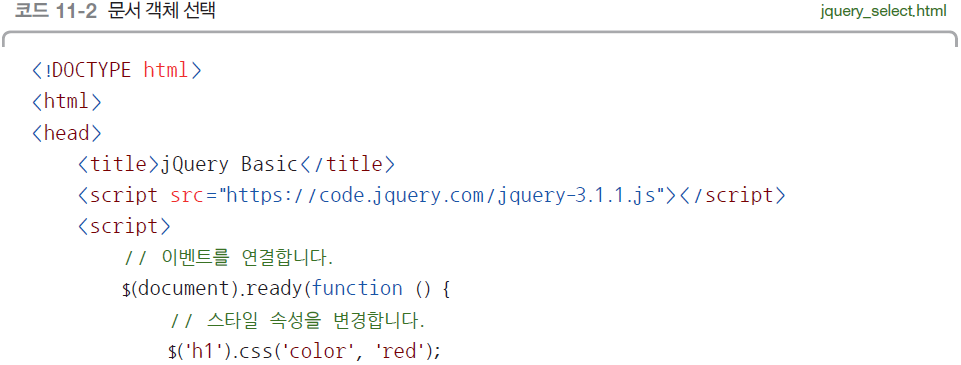 코드 11-2 문서 객체 선택 jquery_select.html
<!DOCTYPE html>
<html>
<head>
    <title>jQuery Basic</title>
    <script src="https://code.jquery.com/jquery-3.1.1.js"></script>
    <script>
        // 이벤트를 연결합니다.
        $(document).ready(function () {
            // 스타일 속성을 변경합니다.
            $('h1').css('color', 'red');